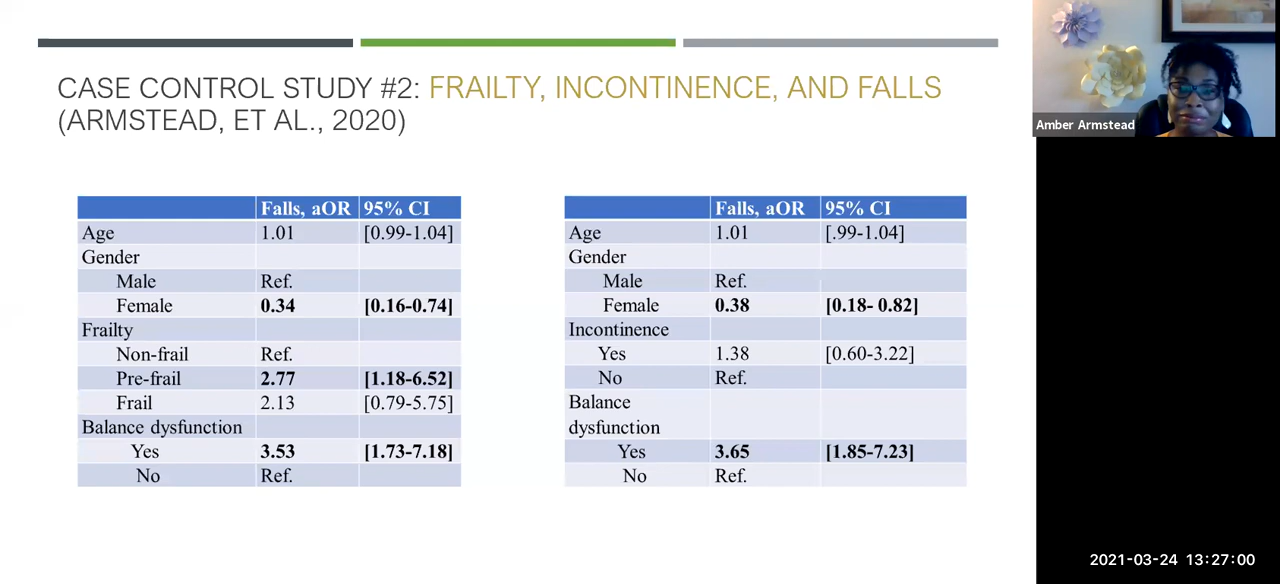 CASE CONTROL STUDY #2: FRAILTY, INCONTINENCE, AND FALLS
(ARMSTEAD, ET AL., 2020)
Falls, aOR 95% CI
Age 1.01 [0.99-1.04]
Gender
Male Ref.
Female 0.34 [0.16-0.74]
Frailty
Non-frail Ref.
Pre-frail 2.77 [1.18-6.52]
Frail 2.13 [0.79-5.75]
Balance dysfunction
Yes 3.53 [1.73-7.18]
No Ref.
Falls, aOR 95% CI
Age 1.01 [.99-1.04]
Gender
Male Ref.
Female 0.38 [0.18- 0.82]
Incontinence
Yes 1.38 [0.60-3.22]
No Ref.
Balance
dysfunction
Yes 3.65 [1.85-7.23]
No Ref.
Amber Armstead
2021-03-24 13:27:00